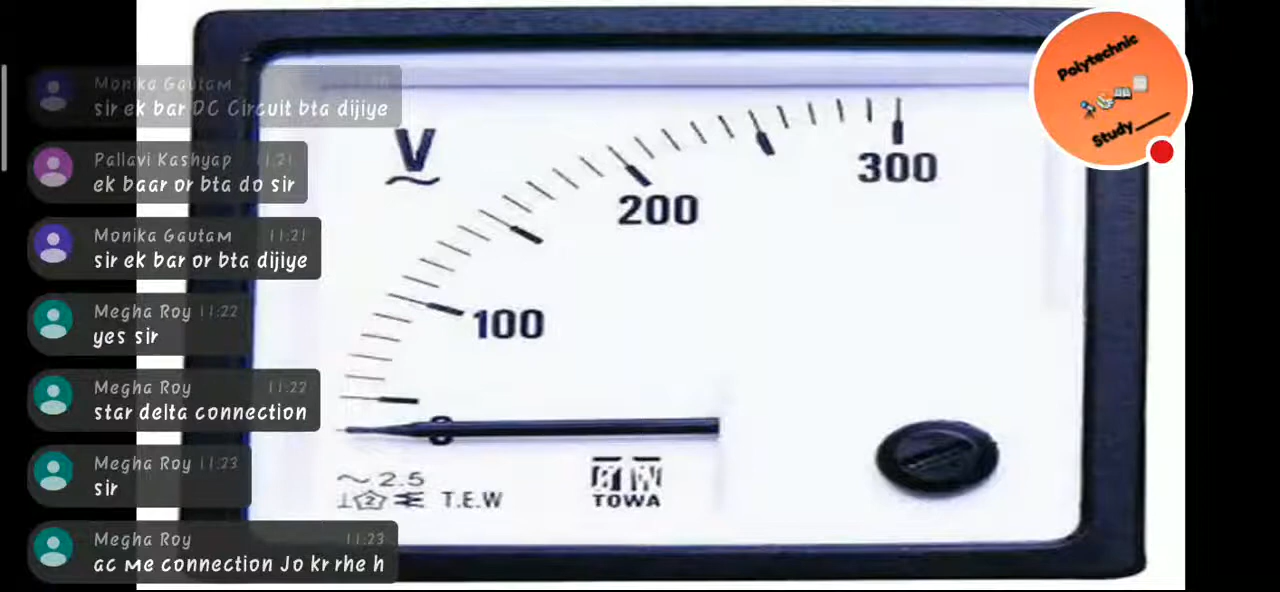 Monika Gautam
sir ek bar DC Circuit bta dijiye
Pallavi Kashyap 11:21
ek baar or bta do sir
Monika Gautam 11:21
sir ek bar or bta dijiye
Megha Roy 11:22
yes sir
Megha Roy 11:22
star delta connection
Megha Roy 11:23
sir
Megha Roy 11:23
ac me connection Jo kr rhe h
V
300
200
100
0
~ 2.5
2
T.E.W
TOWA
Polytechnic
Study